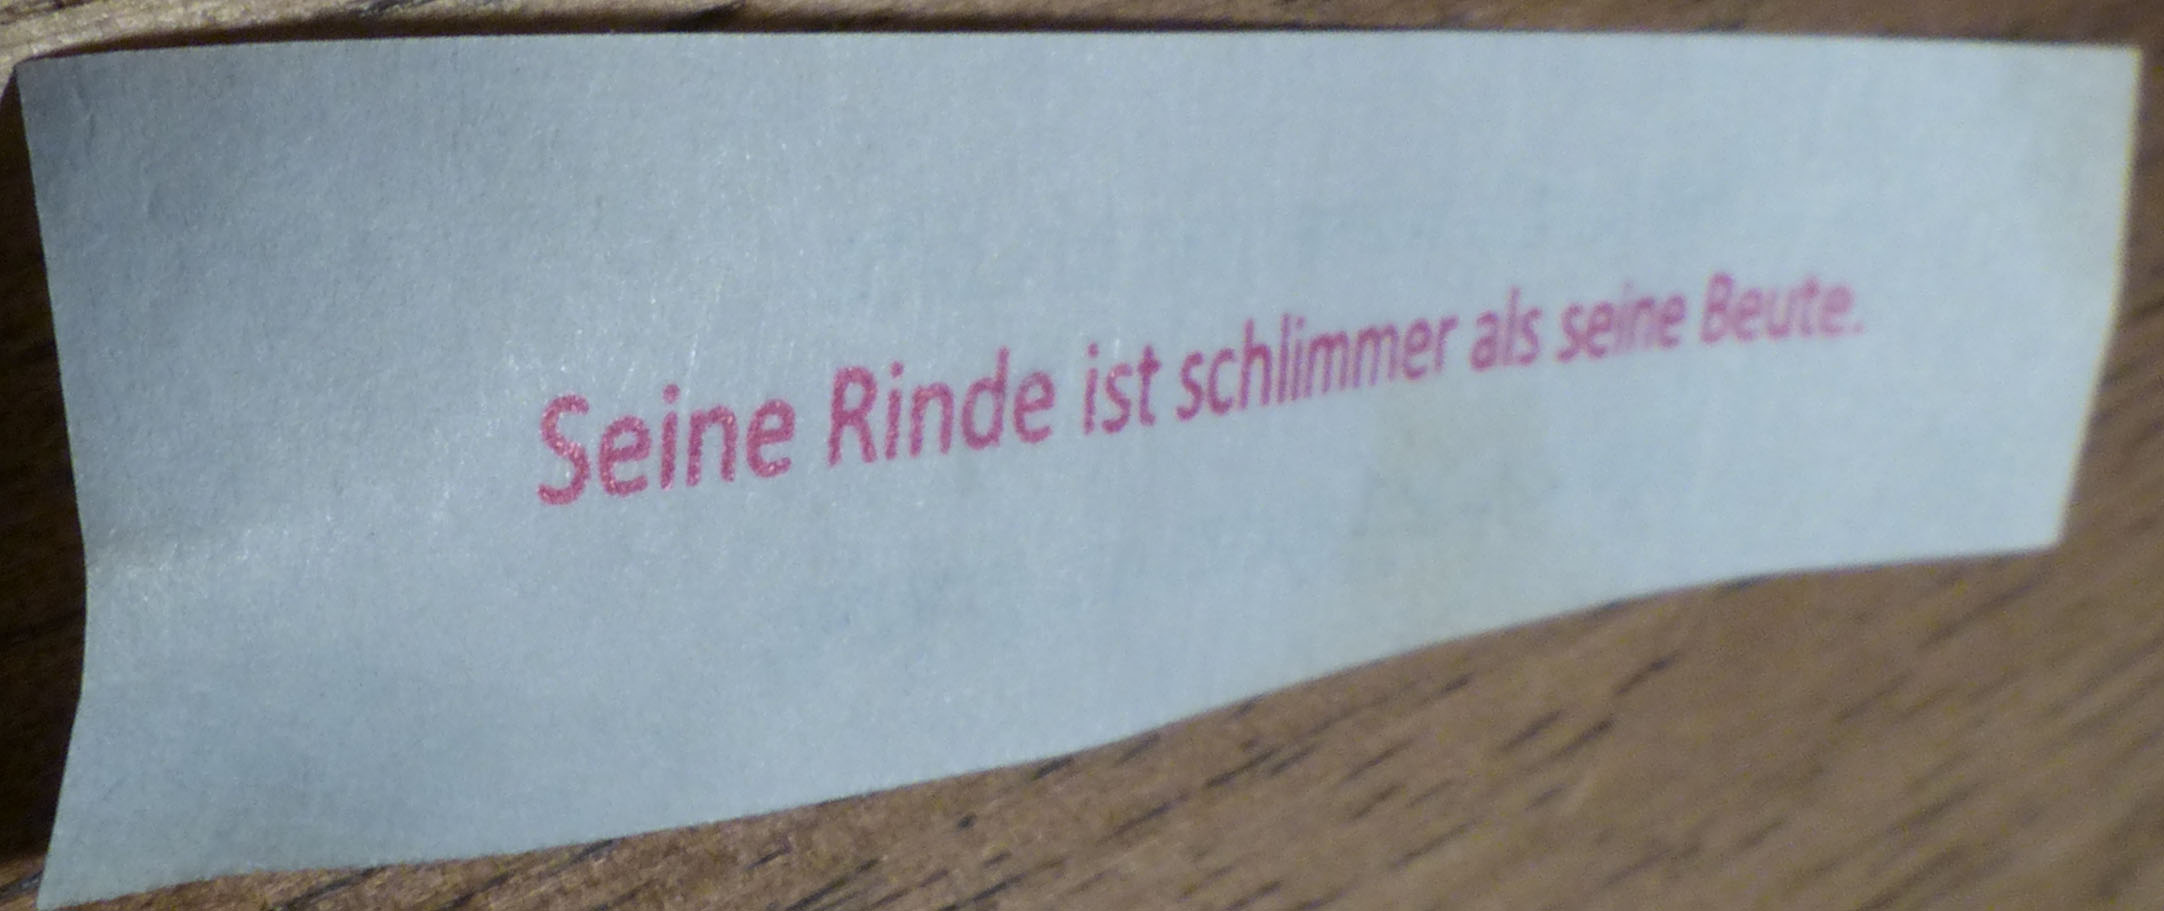 Seine Rinde ist schlimmer als seine Beute.